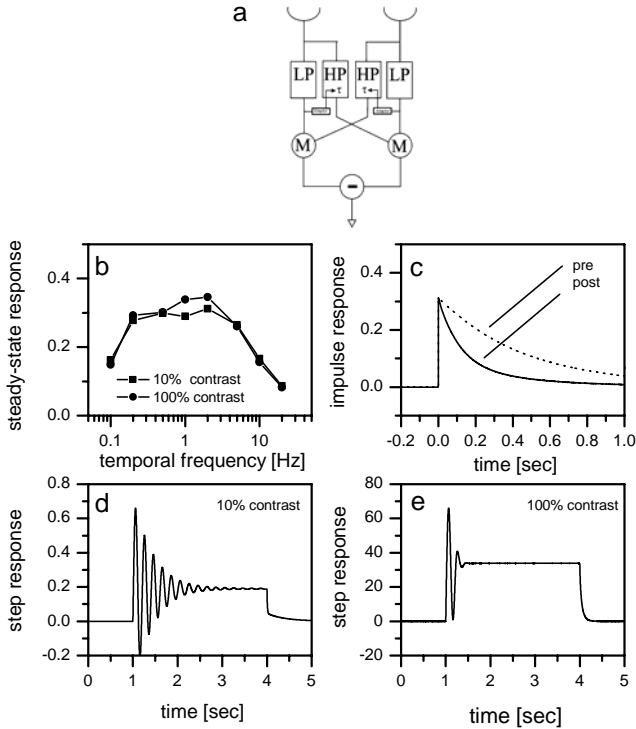 a
LP HP HP LP
τ τ
M M
-
b
steady-state response
0.4
0.2
0.0
10% contrast
100% contrast
0.1 1 10
temporal frequency [Hz]
c
impulse response
0.4
0.2
0.0
pre
post
-0.2 0.0 0.2 0.4 0.6 0.8 1.0
time [sec]
d
10% contrast
step response
0.8
0.6
0.4
0.2
0.0
-0.2
0 1 2 3 4 5
time [sec]
e
100% contrast
step response
80
60
40
20
0
-20
0 1 2 3 4 5
time [sec]